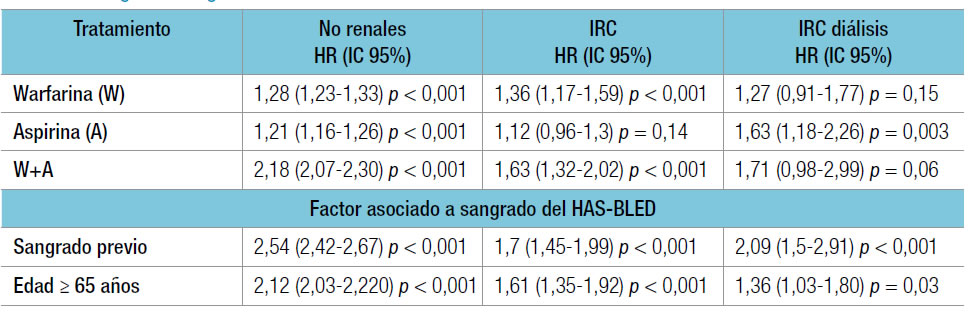 Tratamiento No renales HR (IC 95%) IRC HR (IC 95%) IRC diálisis HR (IC 95%)
Warfarina (W) 1,28 (1,23-1,33) p < 0,001 1,36 (1,17-1,59) p < 0,001 1,27 (0,91-1,77) p = 0,15
Aspirina (A) 1,21 (1,16-1,26) p < 0,001 1,12 (0,96-1,3) p = 0,14 1,63 (1,18-2,26) p = 0,003
W+A 2,18 (2,07-2,30) p < 0,001 1,63 (1,32-2,02) p < 0,001 1,71 (0,98-2,99) p = 0,06
Factor asociado a sangrado del HAS-BLED
Sangrado previo 2,54 (2,42-2,67) p < 0,001 1,7 (1,45-1,99) p < 0,001 2,09 (1,5-2,91) p < 0,001
Edad ≥ 65 años 2,12 (2,03-2,220) p < 0,001 1,61 (1,35-1,92) p < 0,001 1,36 (1,03-1,80) p = 0,03